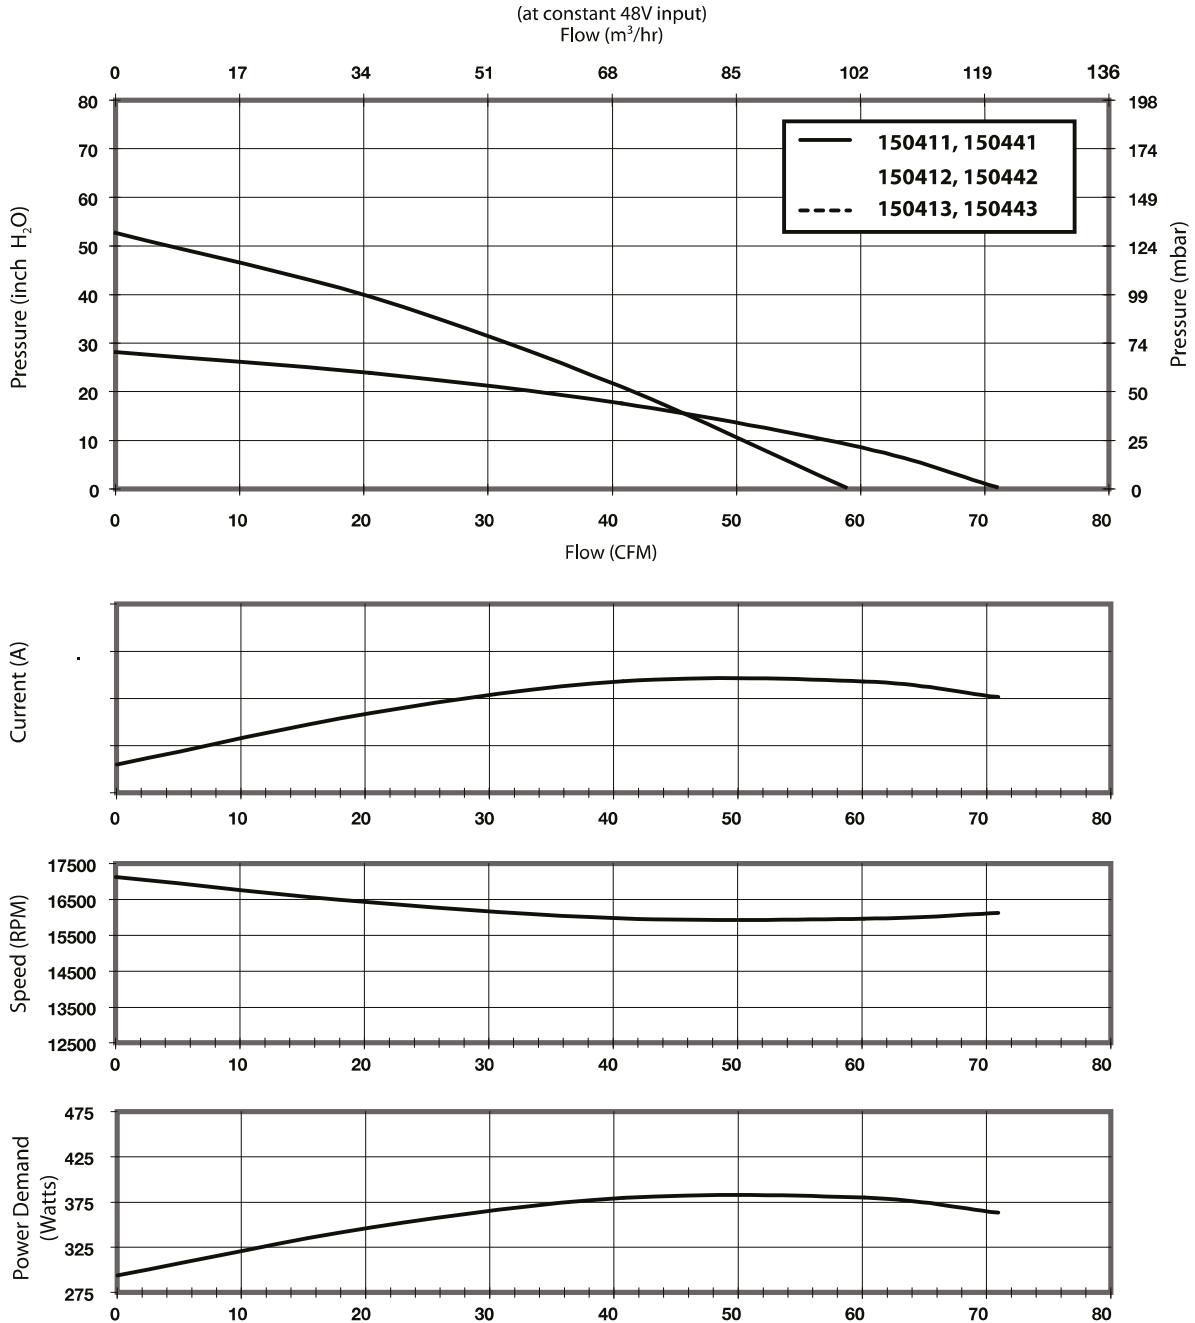 (at constant 48V input)
Flow (m³/hr)
0 17 34 51 68 85 102 119 136
80 198
70 174
60 149
50 124
40 99
30 74
20 50
10 25
0 0
Pressure (inch H₂O)
Pressure (mbar)
150411, 150441
150412, 150442
150413, 150443
0 10 20 30 40 50 60 70 80
Flow (CFM)
Current (A)
0 10 20 30 40 50 60 70 80
Speed (RPM)
17500
16500
15500
14500
13500
12500
0 10 20 30 40 50 60 70 80
Power Demand
(Watts)
475
425
375
325
275
0 10 20 30 40 50 60 70 80